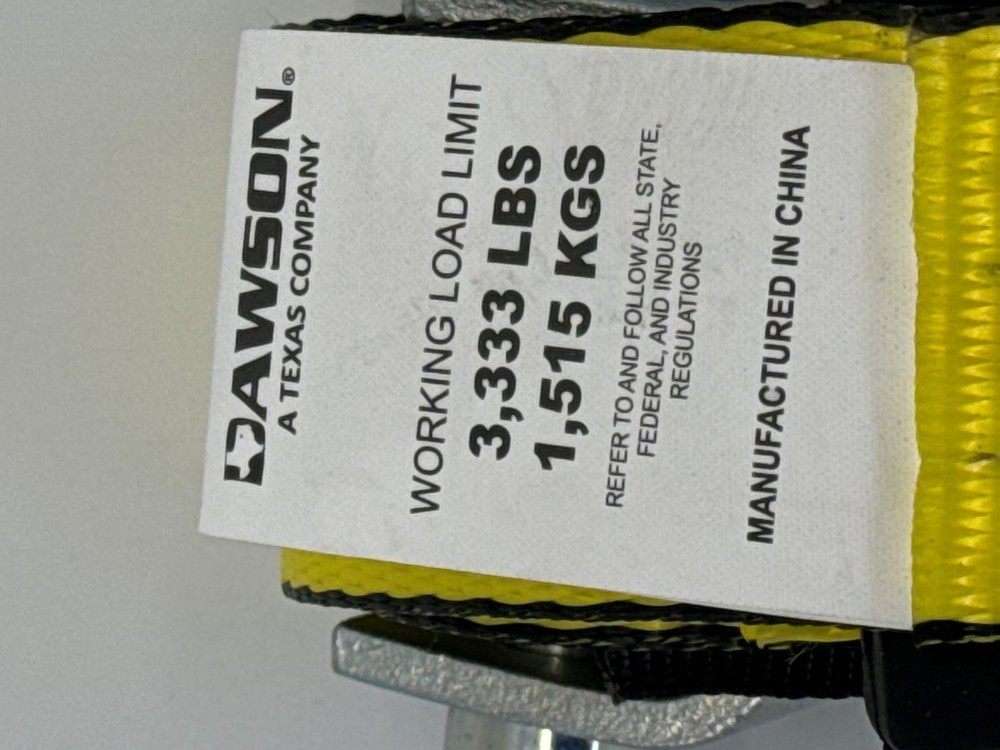 DAWSON®
A TEXAS COMPANY
WORKING LOAD LIMIT
3,333 LBS
1,515 KGS
REFER TO AND FOLLOW ALL STATE,
FEDERAL, AND INDUSTRY
REGULATIONS
MANUFACTURED IN CHINA